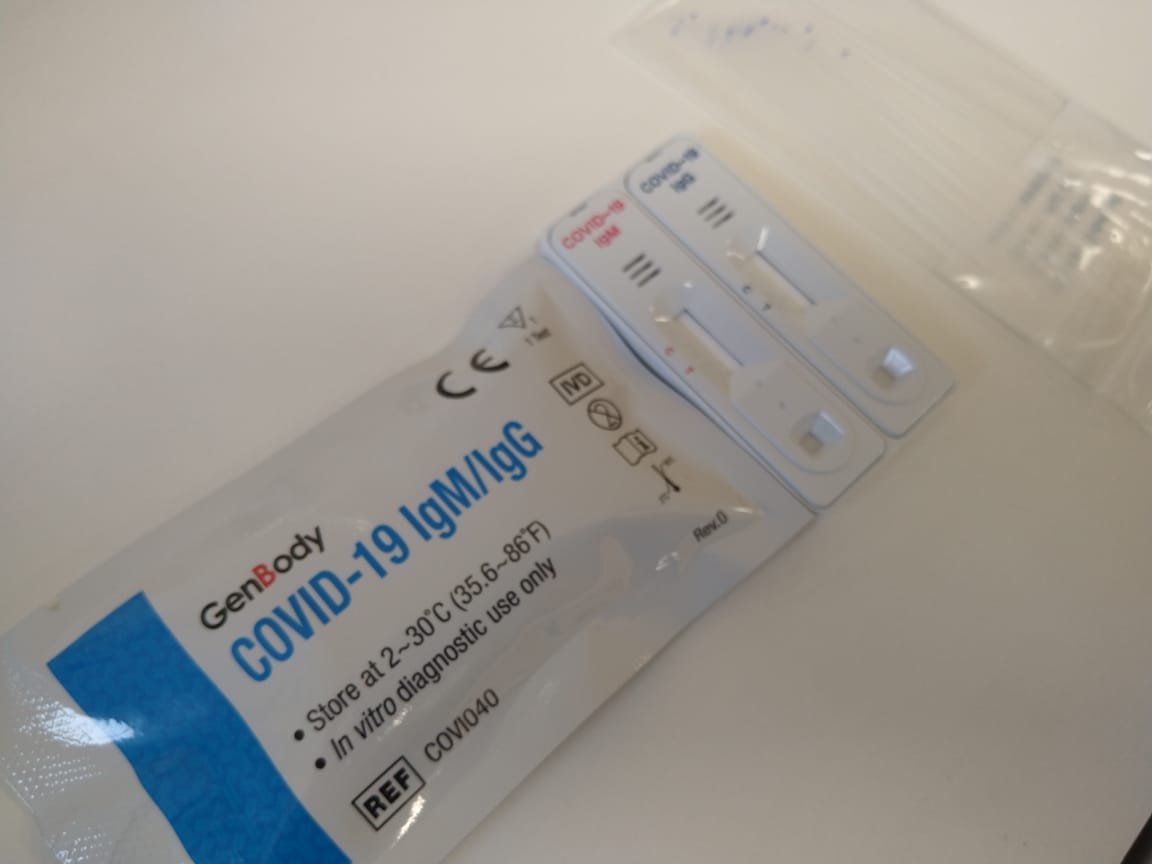 COVID-19
IgG
C
T
COVID-19
IgM
C
T
CE
1
IVD
GenBody
COVID-19 IgM/IgG
• Store at 2~30°C (35.6~86°F)
• In vitro diagnostic use only
REF COVI040
Rev.0